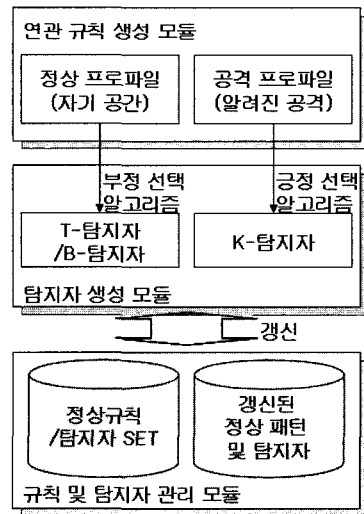 연관 규칙 생성 모듈
정상 프로파일
(자기 공간)
공격 프로파일
(알려진 공격)
부정 선택
알고리즘
긍정 선택
알고리즘
T-탐지자
/B-탐지자
K-탐지자
탐지자 생성 모듈
갱신
정상규칙
/탐지자 SET
갱신된
정상 패턴
및 탐지자
규칙 및 탐지자 관리 모듈